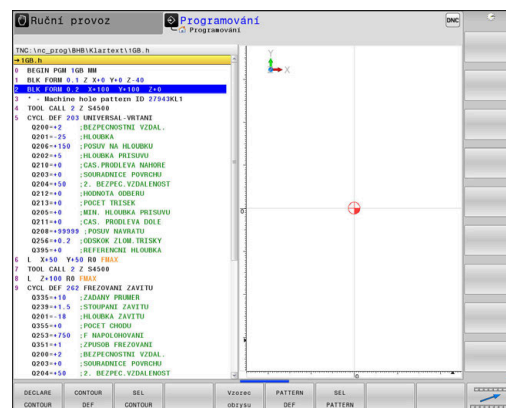 Ruční provoz
Programování
Programování
DNC
TNC:\nc_prog\BHB\Klartext\1GB.h
→1GB.h
0 BEGIN PGM 1GB MM
1 BLK FORM 0.1 Z X+0 Y+0 Z-40
2 BLK FORM 0.2 X+100 Y+100 Z+0
3 * - Machine hole pattern ID 27943KL1
4 TOOL CALL 2 Z S4500
5 CYCL DEF 203 UNIVERSAL-VRTANI
Q200=+2 ;BEZPECNOSTNI VZDAL.
Q201=-25 ;HLOUBKA
Q206=+150 ;POSUV NA HLOUBKU
Q202=+5 ;HLOUBKA PRISUVU
Q210=+0 ;CAS.PRODLEVA NAHORE
Q203=+0 ;SOURADNICE POVRCHU
Q204=+50 ;2. BEZPEC.VZDALENOST
Q212=+0 ;HODNOTA ODBERU
Q213=+0 ;POCET TRISEK
Q205=+0 ;MIN. HLOUBKA PRISUVU
Q211=+0 ;CAS. PRODLEVA DOLE
Q208=+99999 ;POSUV NAVRATU
Q256=+0.2 ;ODSKOK ZLOM.TRISKY
Q395=+0 ;REFERENCNI HLOUBKA
6 L X+50 Y+50 R0 FMAX
7 TOOL CALL 2 Z S4500
8 L Z+100 R0 FMAX
9 CYCL DEF 262 FREZOVANI ZAVITU
Q335=+10 ;ZADANY PRUMER
Q239=+1.5 ;STOUPANI ZAVITU
Q201=-18 ;HLOUBKA ZAVITU
Q355=+0 ;POCET CHODU
Q253=+750 ;F NAPOLOHOVANI
Q351=+1 ;ZPUSOB FREZOVANI
Q200=+2 ;BEZPECNOSTNI VZDAL.
Q203=+0 ;SOURADNICE POVRCHU
Q204=+50 ;2. BEZPEC.VZDALENOST
Y
X
0
0
DECLARE
CONTOUR
CONTOUR
DEF
SEL
CONTOUR
Vzorec
obrysu
PATTERN
DEF
SEL
PATTERN